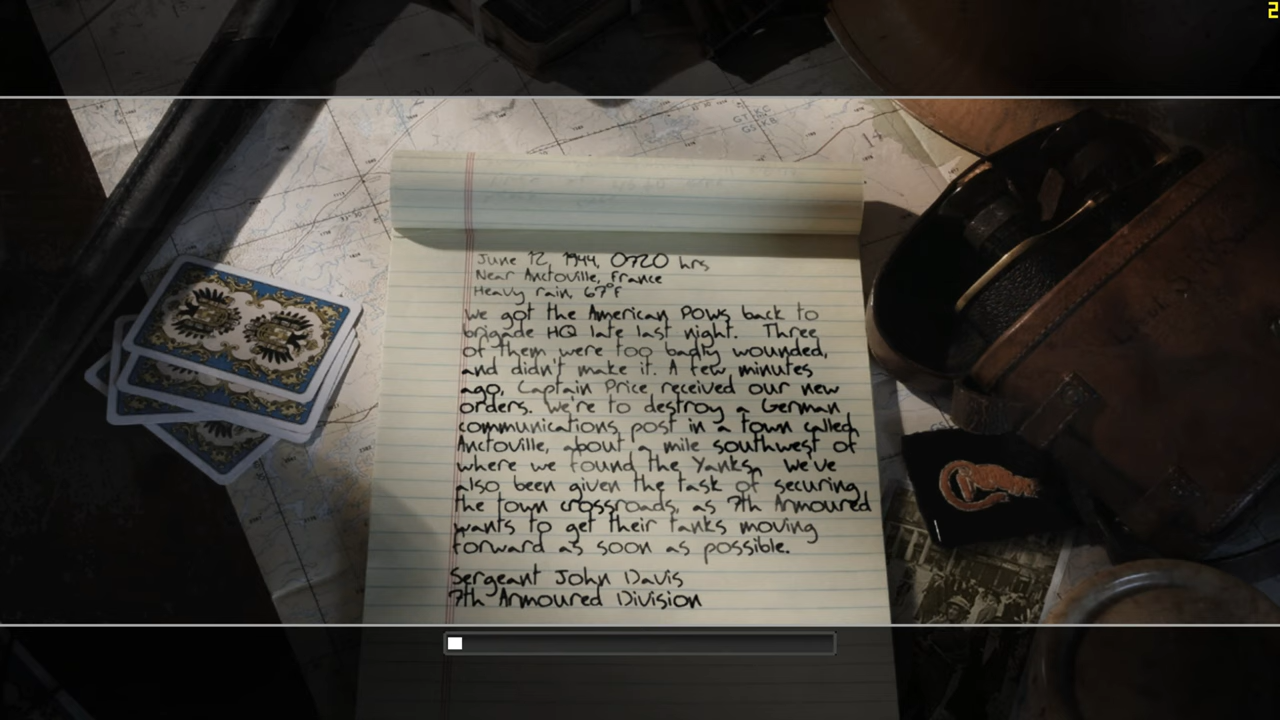 2
June 12, 1944, 0720 hrs
Near Anctoville, France
Heavy rain, 67°F
We got the American POWs back to
brigade HQ late last night. Three
of them were too badly wounded,
and didn't make it. A few minutes
ago, Captain Price received our new
orders. We're to destroy a German
communications post in a town called
Anctoville, about a mile southwest of
where we found the Yanks. We've
also been given the task of securing
the town crossroads, as 7th Armoured
wants to get their tanks moving
forward as soon as possible.
Sergeant John Davis
7th Armoured Division